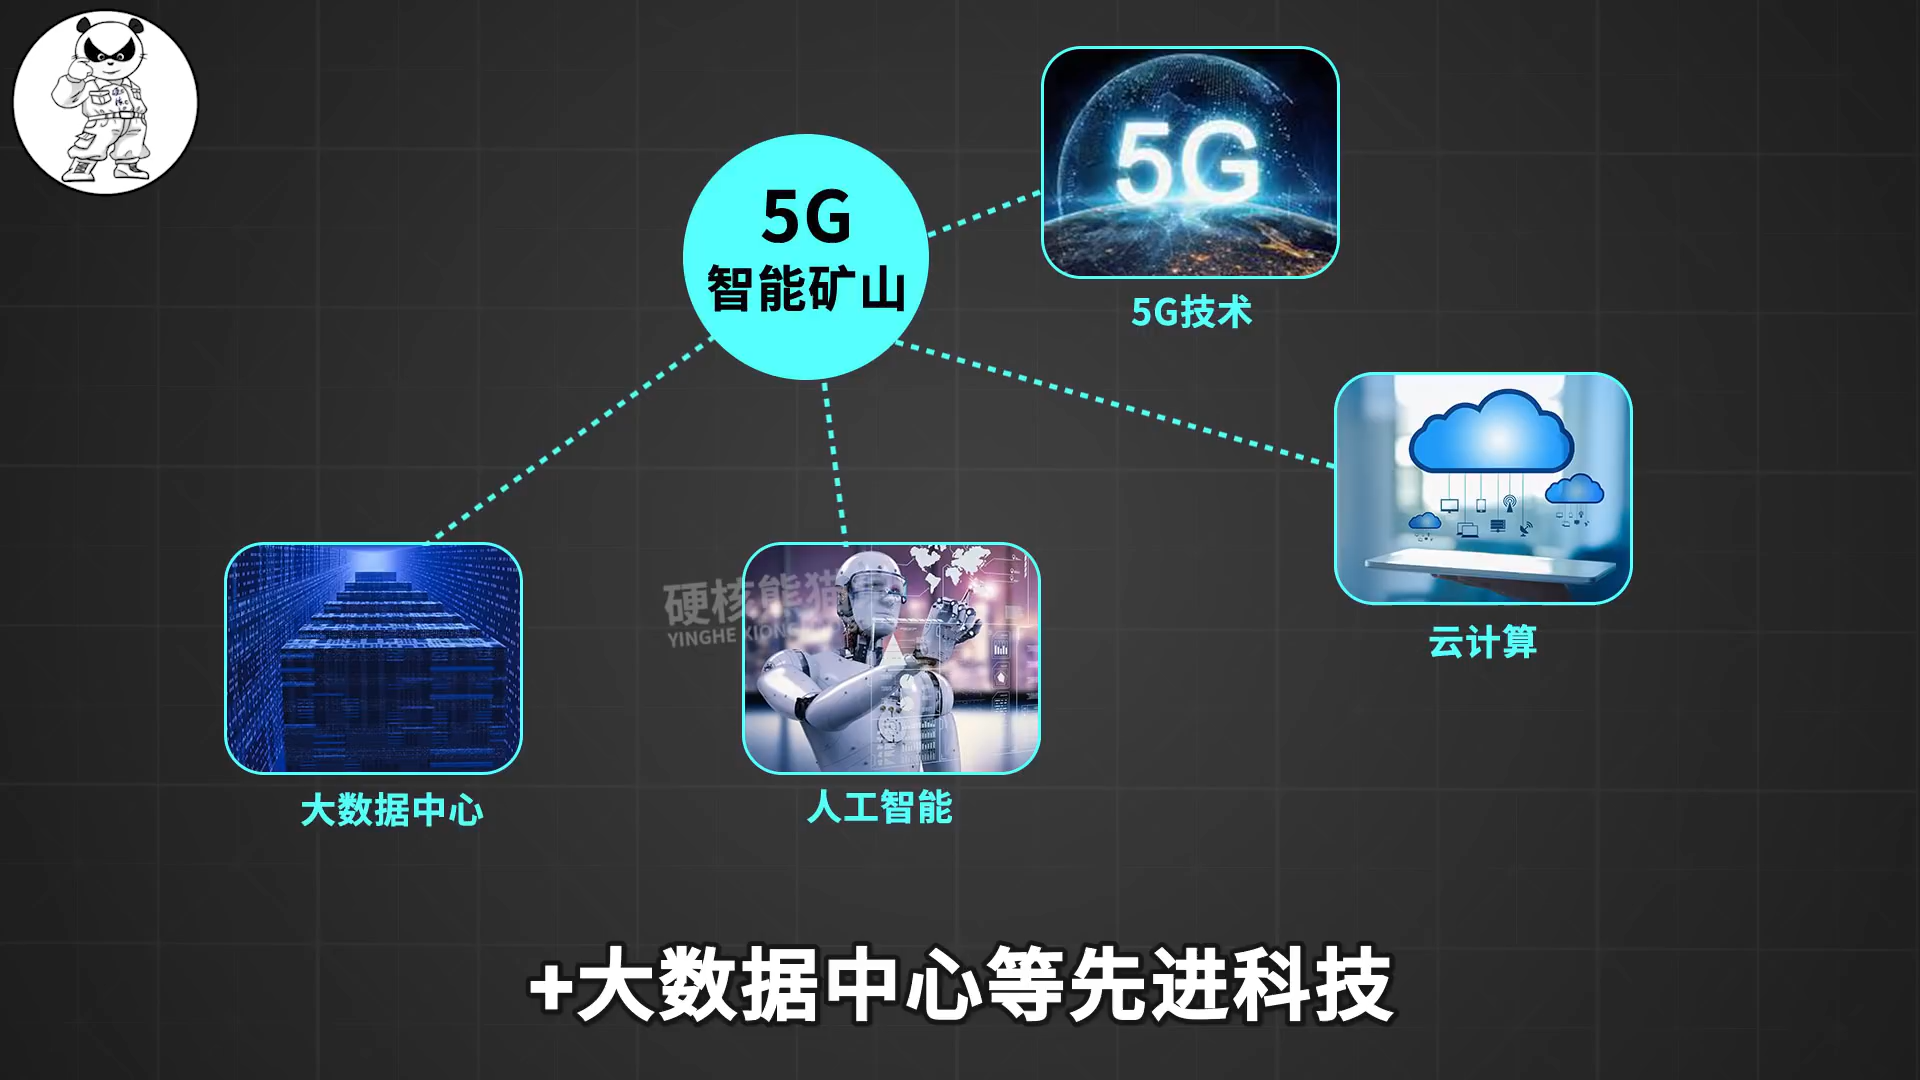 5G
智能矿山
5G
5G技术
云计算
硬核熊猫
YINGHE XIONG
大数据中心
人工智能
+大数据中心等先进科技